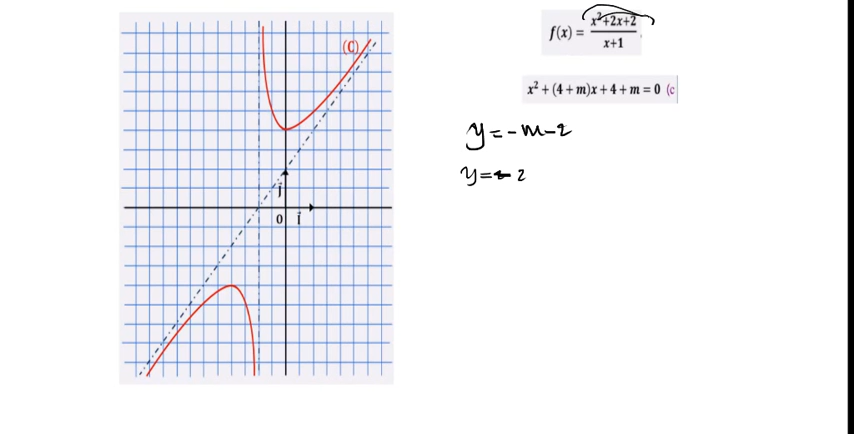 (C)
f(x) = x²+2x+2 / x+1
x² + (4 + m)x + 4 + m = 0 (c
y = -m-2
j
y = - 2
0 i